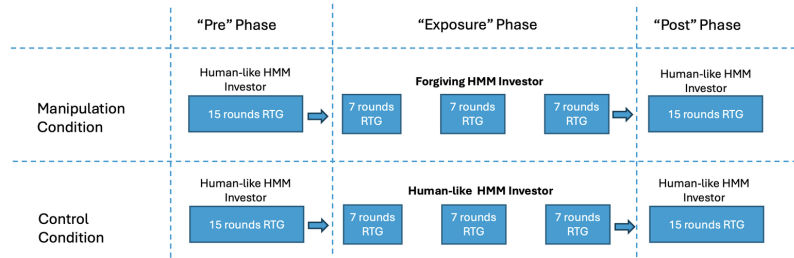 “Pre” Phase
“Exposure” Phase
“Post” Phase
Manipulation
Condition
Human-like HMM
Investor
15 rounds RTG
Forgiving HMM Investor
7 rounds
RTG
7 rounds
RTG
7 rounds
RTG
Human-like HMM
Investor
15 rounds RTG
Control
Condition
Human-like HMM
Investor
15 rounds RTG
Human-like HMM Investor
7 rounds
RTG
7 rounds
RTG
7 rounds
RTG
Human-like HMM
Investor
15 rounds RTG